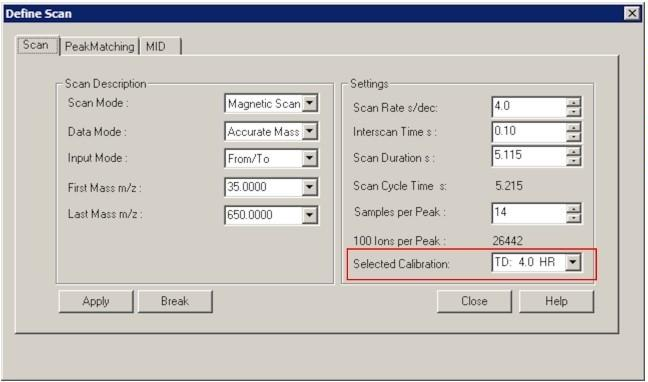 Define Scan
Scan PeakMatching MID
Scan Description
Scan Mode : Magnetic Scan
Data Mode : Accurate Mass
Input Mode : From/To
First Mass m/z : 35.0000
Last Mass m/z : 650.0000
Settings
Scan Rate s/dec: 4.0
Interscan Time s : 0.10
Scan Duration s : 5.115
Scan Cycle Time s: 5.215
Samples per Peak : 14
100 Ions per Peak : 26442
Selected Calibration: TD: 4.0 HR
Apply Break Close Help